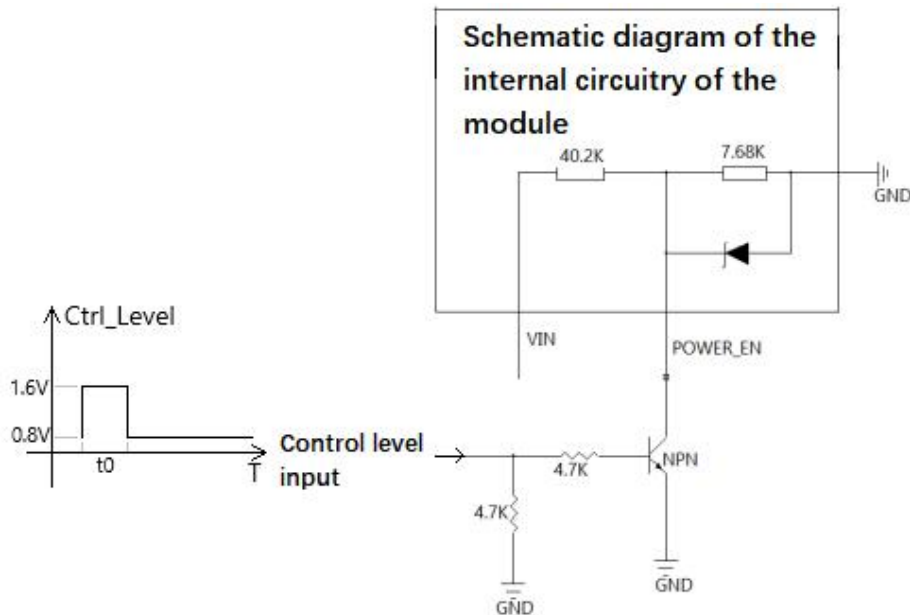 Schematic diagram of the
internal circuitry of the
module
40.2K
7.68K
GND
VIN
POWER_EN
Ctrl_Level
1.6V
0.8V
t0
T
Control level
input
4.7K
NPN
4.7K
GND
GND